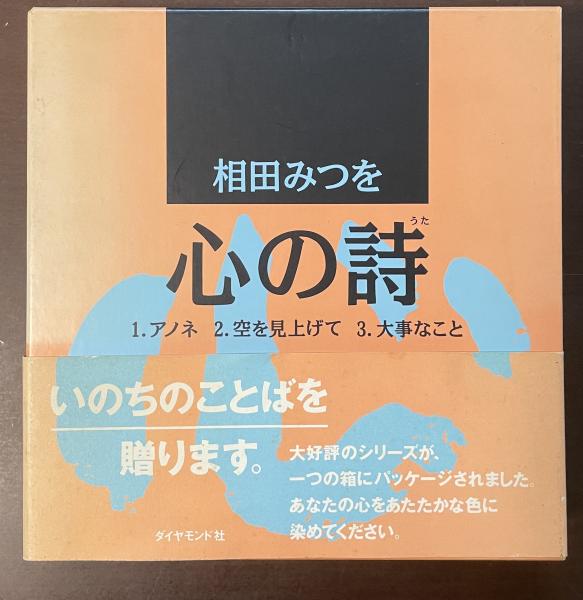 相田みつを
うた
心の詩
1.アノネ 2.空を見上げて 3.大事なこと
いのちのことばを
贈ります。
大好評のシリーズが、
一つの箱にパッケージされました。
あなたの心をあたたかな色に
染めてください。
ダイヤモンド社